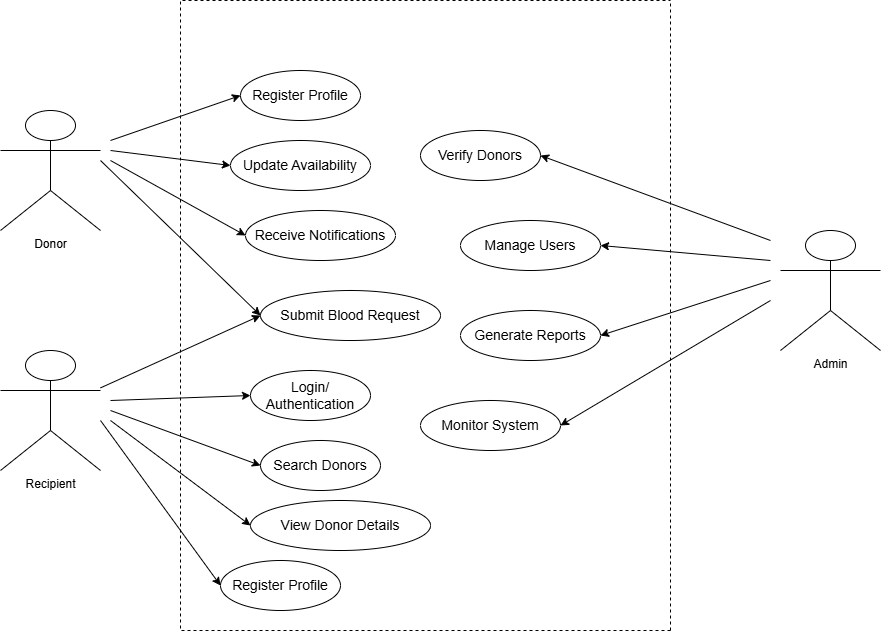 Register Profile
Update Availability
Verify Donors
Receive Notifications
Donor
Manage Users
Submit Blood Request
Generate Reports
Admin
Login/
Authentication
Monitor System
Search Donors
Recipient
View Donor Details
Register Profile